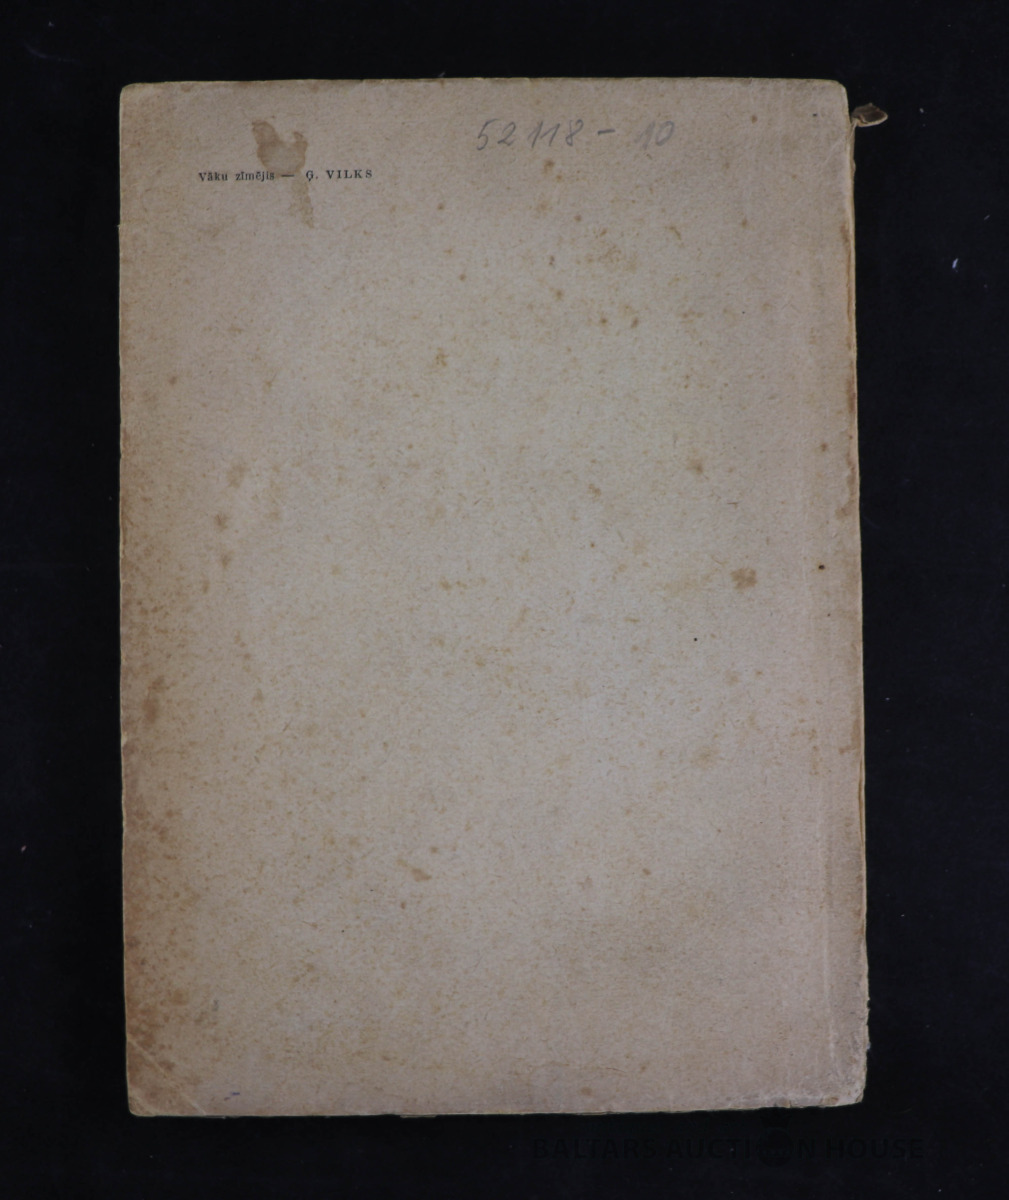 52118 - 10
Vāku zīmējis — Ģ. VILKS
BALTARS AUCTION HOUSE